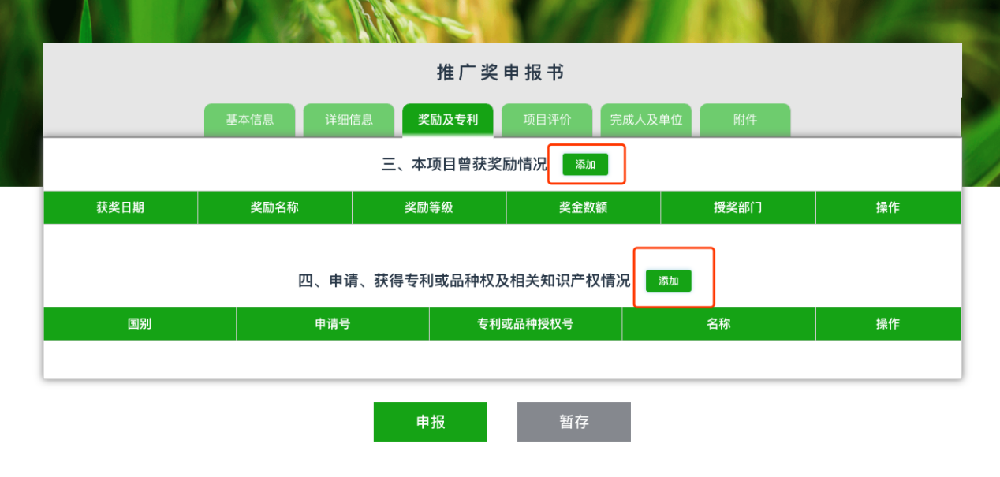 推广奖申报书
基本信息 详细信息 奖励及专利 项目评价 完成人及单位 附件
三、本项目曾获奖励情况 添加
获奖日期 奖励名称 奖励等级 奖金数额 授奖部门 操作
四、申请、获得专利或品种权及相关知识产权情况 添加
国别 申请号 专利或品种授权号 名称 操作
申报 暂存